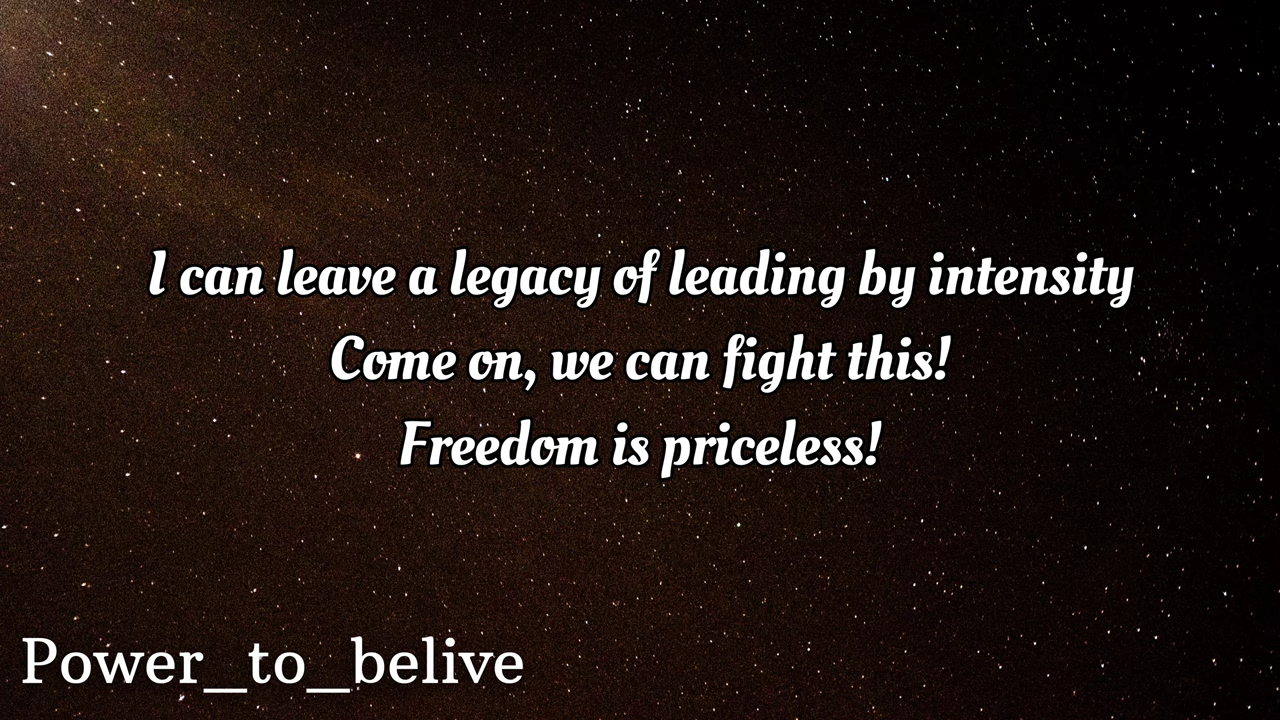 I can leave a legacy of leading by intensity
Come on, we can fight this!
Freedom is priceless!
Power_to_belive